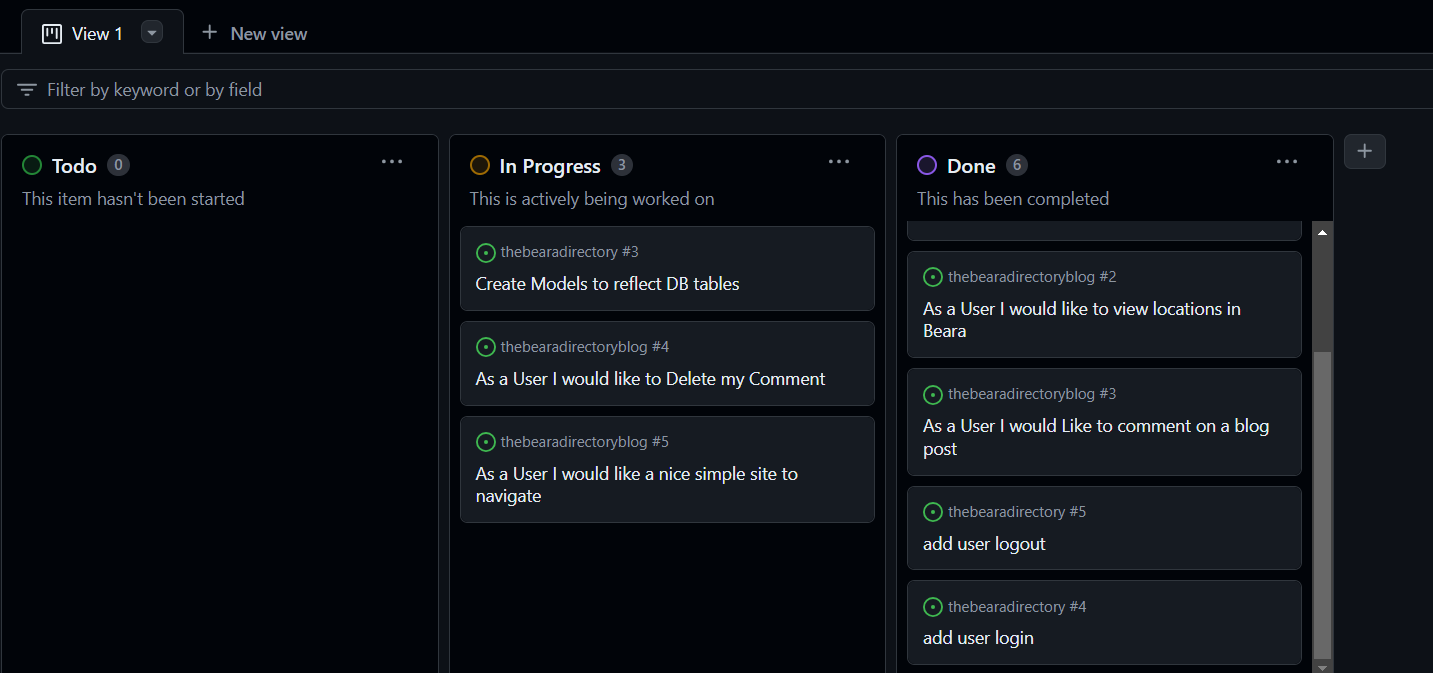 View 1
New view
Filter by keyword or by field
Todo 0
This item hasn't been started
In Progress 3
This is actively being worked on
thebearadirectory #3
Create Models to reflect DB tables
thebearadirectoryblog #4
As a User I would like to Delete my Comment
thebearadirectoryblog #5
As a User I would like a nice simple site to
navigate
Done 6
This has been completed
thebearadirectoryblog #2
As a User I would like to view locations in
Beara
thebearadirectoryblog #3
As a User I would Like to comment on a blog
post
thebearadirectory #5
add user logout
thebearadirectory #4
add user login